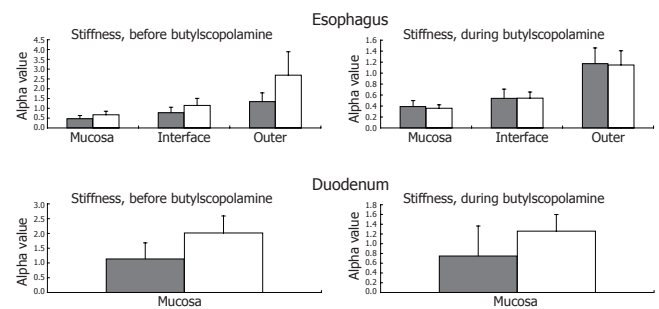 Esophagus
Stiffness, before butylscopolamine
Stiffness, during butylscopolamine
Alpha value
4.5
4.0
3.5
3.0
2.5
2.0
1.5
1.0
0.5
0.0
Mucosa Interface Outer
Alpha value
1.6
1.4
1.2
1.0
0.8
0.6
0.4
0.2
0.0
Mucosa Interface Outer
Duodenum
Stiffness, before butylscopolamine
Stiffness, during butylscopolamine
Alpha value
3.0
2.5
2.0
1.5
1.0
0.5
0.0
Mucosa
Alpha value
1.8
1.6
1.4
1.2
1.0
0.8
0.6
0.4
0.2
0.0
Mucosa